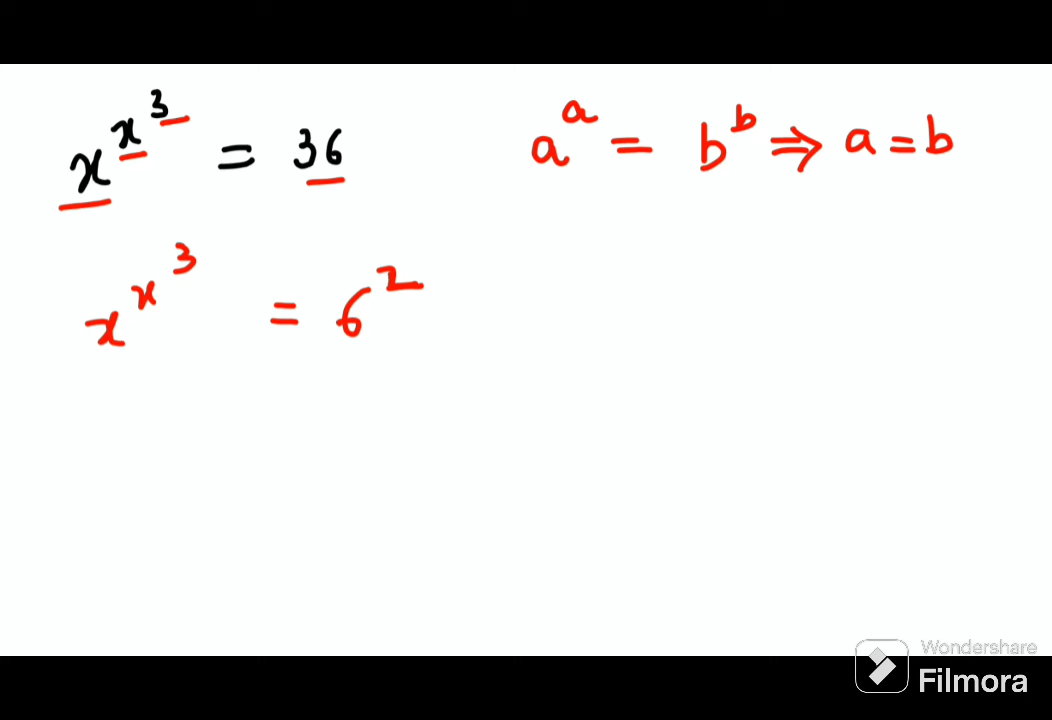 x^{x^3} = 36
a^a = b^b ⇒ a = b
x^{x^3} = 6^2
Wondershare
Filmora